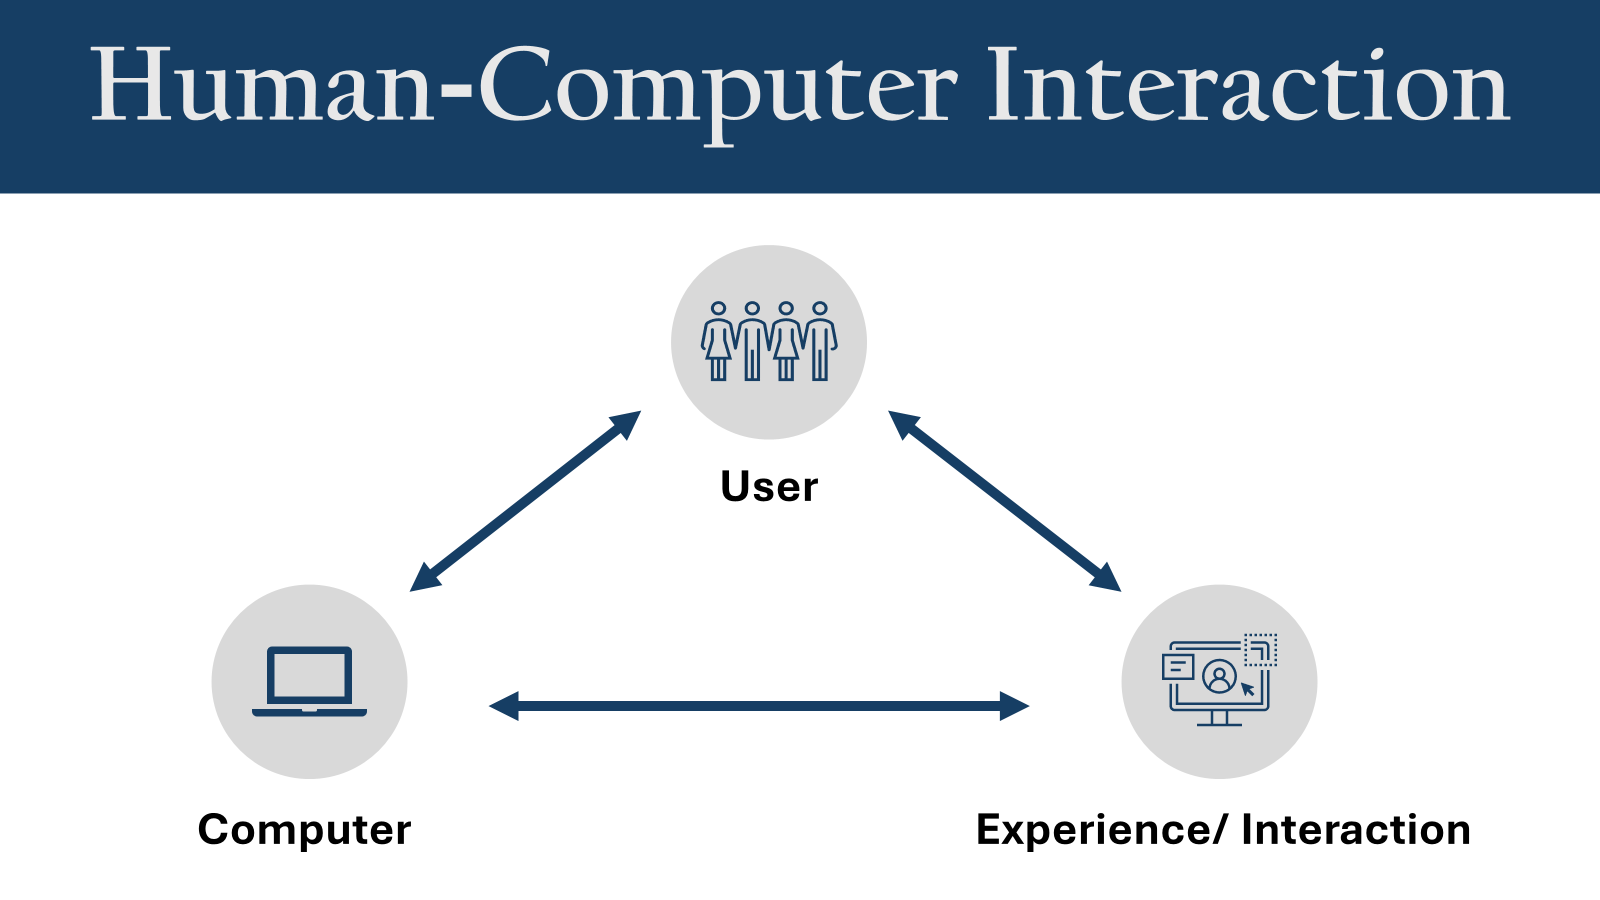 Human-Computer Interaction
User
Computer
Experience/ Interaction